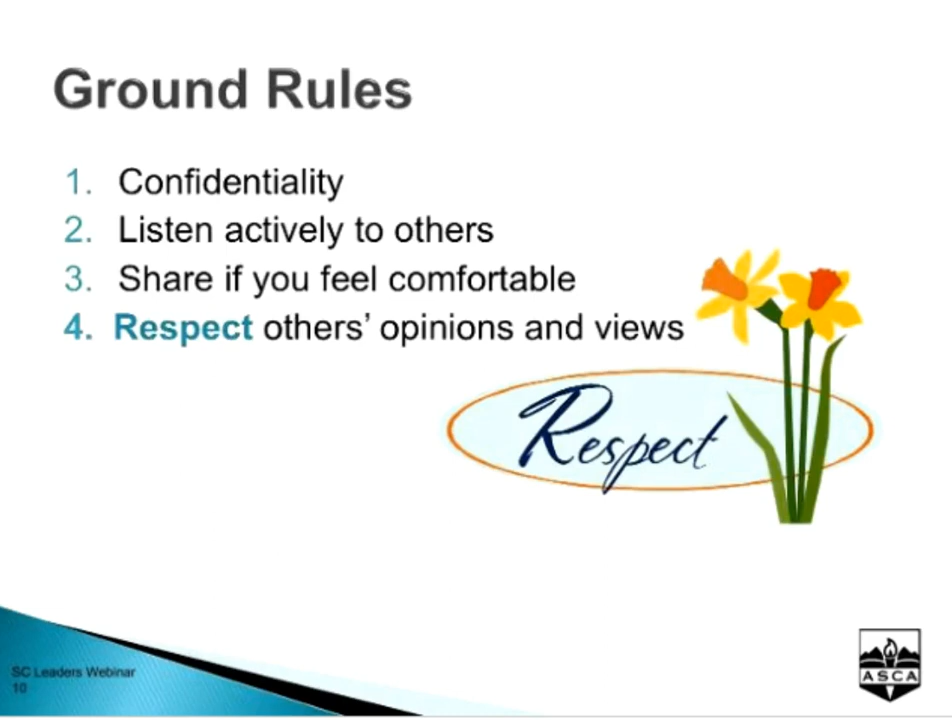 Ground Rules
1. Confidentiality
2. Listen actively to others
3. Share if you feel comfortable
4. Respect others’ opinions and views
Respect
SC Leaders Webinar
10
ASCA